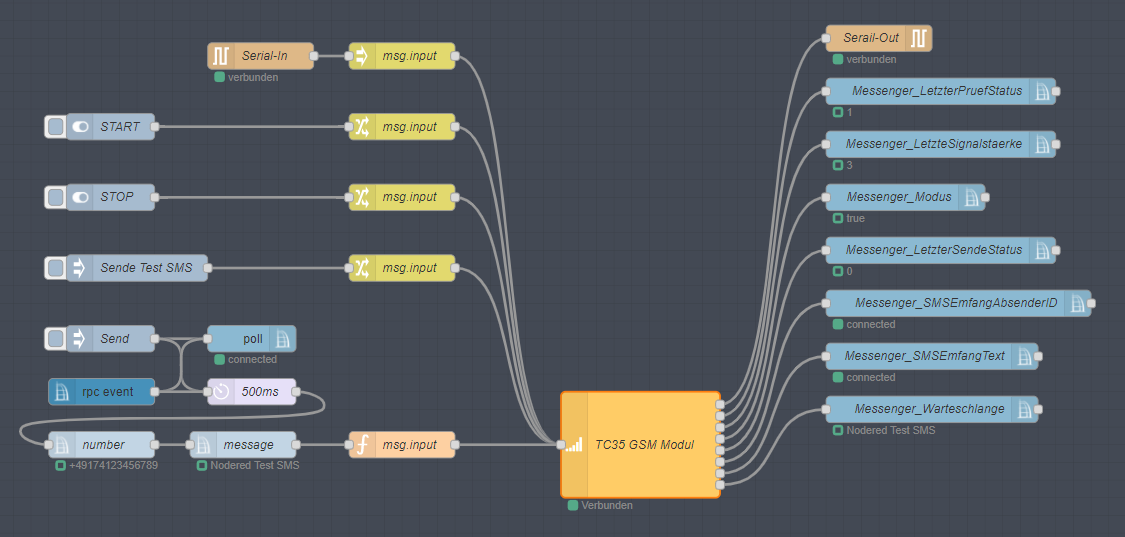 Serial-In
msg.input
verbunden
START
msg.input
STOP
msg.input
Sende Test SMS
msg.input
Send
poll
connected
rpc event
500ms
number
message
msg.input
+49174123456789
Nodered Test SMS
TC35 GSM Modul
Verbunden
Serail-Out
verbunden
Messenger_LetzterPruefStatus
1
Messenger_LetzteSignalstaerke
3
Messenger_Modus
true
Messenger_LetzterSendeStatus
0
Messenger_SMSEmfangAbsenderID
connected
Messenger_SMSEmfangText
connected
Messenger_Warteschlange
Nodered Test SMS